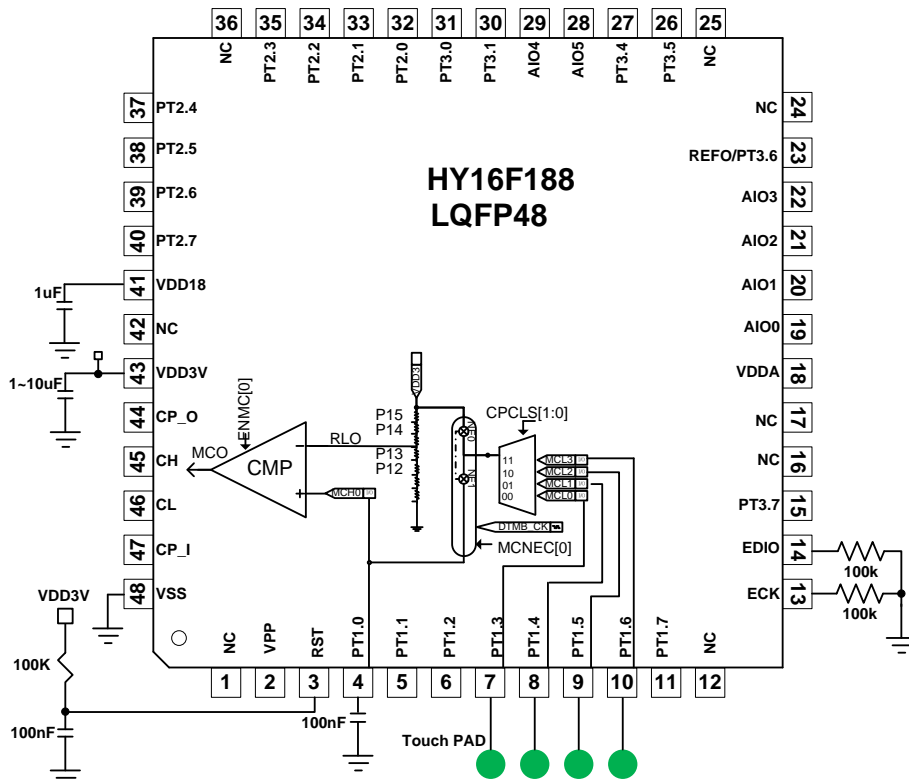 36 35 34 33 32 31 30 29 28 27 26 25
NC PT2.3 PT2.2 PT2.1 PT2.0 PT3.0 PT3.1 AIO4 AIO5 PT3.4 PT3.5 NC
HY16F188
LQFP48
37 PT2.4
38 PT2.5
39 PT2.6
40 PT2.7
41 VDD18
1uF
42 NC
43 VDD3V
1~10uF
44 CP_O
45 CH
46 CL
47 CP_I
48 VSS
NC 24
REFO/PT3.6 23
AIO3 22
AIO2 21
AIO1 20
AIO0 19
VDDA 18
NC 17
NC 16
PT3.7 15
EDIO 14
100k
ECK 13
100k
ENMC[0]
MCO
CMP
RLO
VDD3
P15
P14
P13
P12
NE0
NE1
CPCLS[1:0]
11
10
01
00
MCL3
MCL2
MCL1
MCL0
MCH0
DTMB_CK
MCNEC[0]
VDD3V
100K
100nF
NC VPP RST PT1.0 PT1.1 PT1.2 PT1.3 PT1.4 PT1.5 PT1.6 PT1.7 NC
1 2 3 4 5 6 7 8 9 10 11 12
100nF
Touch PAD